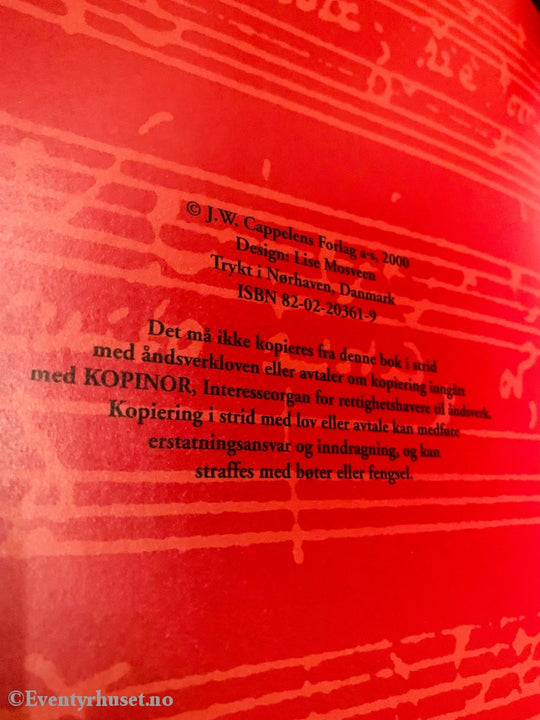 © J.W. Cappelens Forlag a·s, 2000
Design: Lise Mosveen
Trykt i Nørhaven, Danmark
ISBN 82-02-20361-9
Det må ikke kopieres fra denne bok i strid
med åndsverkloven eller avtaler om kopiering inngått
med KOPINOR, Interesseorgan for rettighetshavere til åndsverk.
Kopiering i strid med lov eller avtale kan medføre
erstatningsansvar og inndragning, og kan
straffes med bøter eller fengsel.
©Eventyrhuset.no